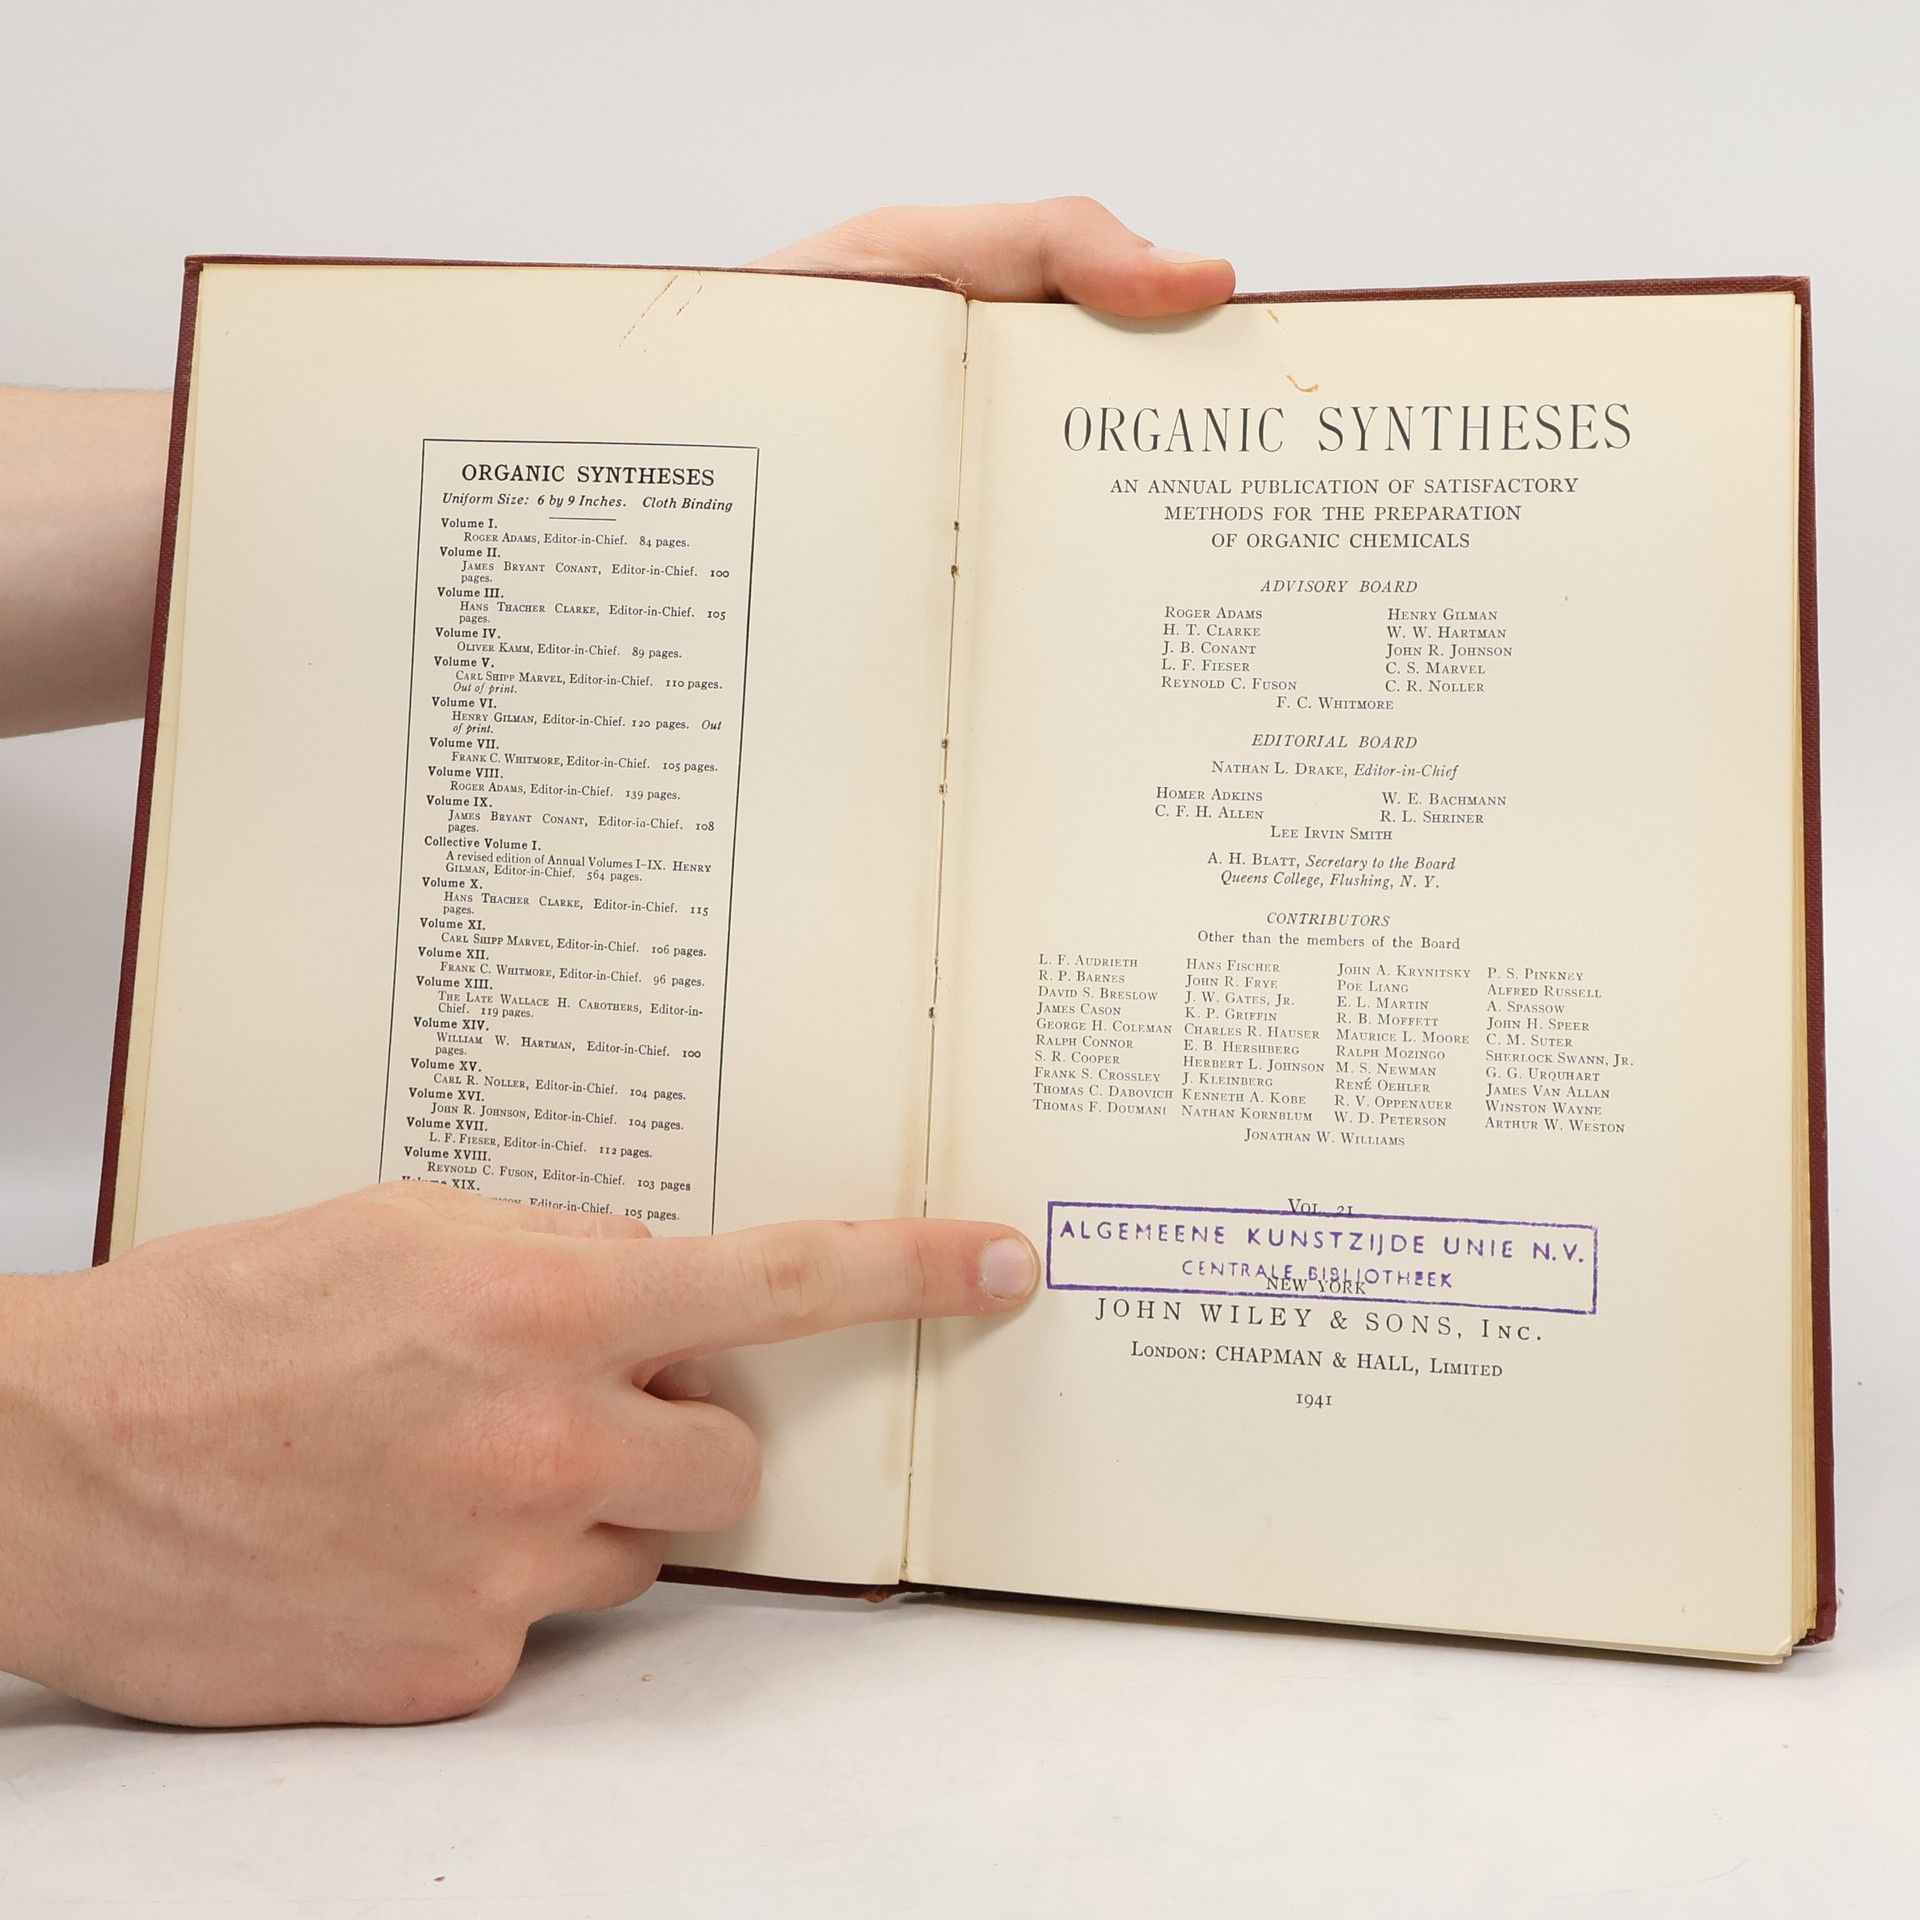 ORGANIC SYNTHESES
Uniform Size: 6 by 9 Inches. Cloth Binding
Volume I.
ROGER ADAMS, Editor-in-Chief. 84 pages.
Volume II.
JAMES BRYANT CONANT, Editor-in-Chief. 100
pages.
Volume III.
HANS THACHER CLARKE, Editor-in-Chief. 105
pages.
Volume IV.
OLIVER KAMM, Editor-in-Chief. 89 pages.
Volume V.
CARL SHIPP MARVEL, Editor-in-Chief. 110 pages.
Out of print.
Volume VI.
HENRY GILMAN, Editor-in-Chief. 120 pages. Out
of print.
Volume VII.
FRANK C. WHITMORE, Editor-in-Chief. 105 pages.
Volume VIII.
ROGER ADAMS, Editor-in-Chief. 139 pages.
Volume IX.
JAMES BRYANT CONANT, Editor-in-Chief. 108
pages.
Collective Volume I.
A revised edition of Annual Volumes I–IX. HENRY
GILMAN, Editor-in-Chief. 564 pages.
Volume X.
HANS THACHER CLARKE, Editor-in-Chief. 115
pages.
Volume XI.
CARL SHIPP MARVEL, Editor-in-Chief. 106 pages.
Volume XII.
FRANK C. WHITMORE, Editor-in-Chief. 96 pages.
Volume XIII.
THE LATE WALLACE H. CAROTHERS, Editor-in-
Chief. 119 pages.
Volume XIV.
WILLIAM W. HARTMAN, Editor-in-Chief. 100
pages.
Volume XV.
CARL R. NOLLER, Editor-in-Chief. 104 pages.
Volume XVI.
JOHN R. JOHNSON, Editor-in-Chief. 104 pages.
Volume XVII.
L. F. FIESER, Editor-in-Chief. 112 pages.
Volume XVIII.
REYNOLD C. FUSON, Editor-in-Chief. 103 pages
Volume XIX.
Editor-in-Chief. 105 pages.
ORGANIC SYNTHESES
AN ANNUAL PUBLICATION OF SATISFACTORY
METHODS FOR THE PREPARATION
OF ORGANIC CHEMICALS
ADVISORY BOARD
ROGER ADAMS HENRY GILMAN
H. T. CLARKE W. W. HARTMAN
J. B. CONANT JOHN R. JOHNSON
L. F. FIESER C. S. MARVEL
REYNOLD C. FUSON C. R. NOLLER
F. C. WHITMORE
EDITORIAL BOARD
NATHAN L. DRAKE, Editor-in-Chief
HOMER ADKINS W. E. BACHMANN
C. F. H. ALLEN R. L. SHRINER
LEE IRVIN SMITH
A. H. BLATT, Secretary to the Board
Queens College, Flushing, N. Y.
CONTRIBUTORS
Other than the members of the Board
L. F. AUDRIETH HANS FISCHER JOHN A. KRYNITSKY P. S. PINKNEY
R. P. BARNES JOHN R. FRYE POE LIANG ALFRED RUSSELL
DAVID S. BRESLOW J. W. GATES, JR. E. L. MARTIN A. SPASSOW
JAMES CASON K. P. GRIFFIN R. B. MOFFETT JOHN H. SPEER
GEORGE H. COLEMAN CHARLES R. HAUSER MAURICE L. MOORE C. M. SUTER
RALPH CONNOR E. B. HERSHBERG RALPH MOZINGO SHERLOCK SWANN, JR.
S. R. COOPER HERBERT L. JOHNSON M. S. NEWMAN G. G. URQUHART
FRANK S. CROSSLEY J. KLEINBERG RENÉ OEHLER JAMES VAN ALLAN
THOMAS C. DABOVICH KENNETH A. KOBE R. V. OPPENAUER WINSTON WAYNE
THOMAS F. DOUMANI NATHAN KORNBLUM W. D. PETERSON ARTHUR W. WESTON
JONATHAN W. WILLIAMS
VOL. 21
ALGEMEENE KUNSTZIJDE UNIE N.V.
CENTRALE BIBLIOTHEEK
NEW YORK
JOHN WILEY & SONS, INC.
LONDON: CHAPMAN & HALL, LIMITED
1941